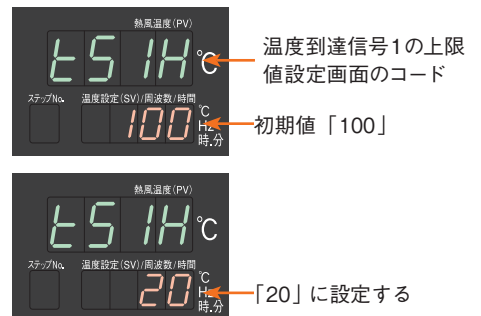 熱風温度(PV)
tS1H℃
温度到達信号1の上限
値設定画面のコード
ステップNo.
温度設定(SV)/周波数/時間
100
℃
Hz
時.分
初期値「100」
熱風温度(PV)
tS1H℃
ステップNo.
温度設定(SV)/周波数/時間
20
℃
Hz
時.分
「20」に設定する